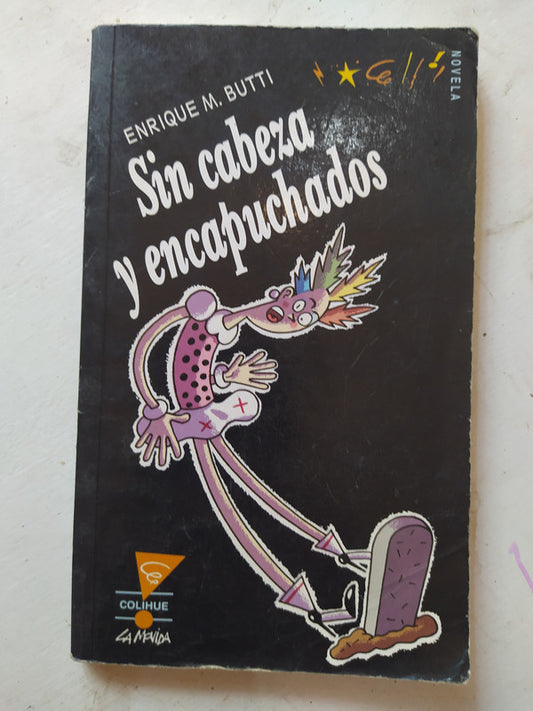 NOVELA
ENRIQUE M. BUTTI
Sin cabeza
y encapuchados
COLIHUE
LA MOVIDA